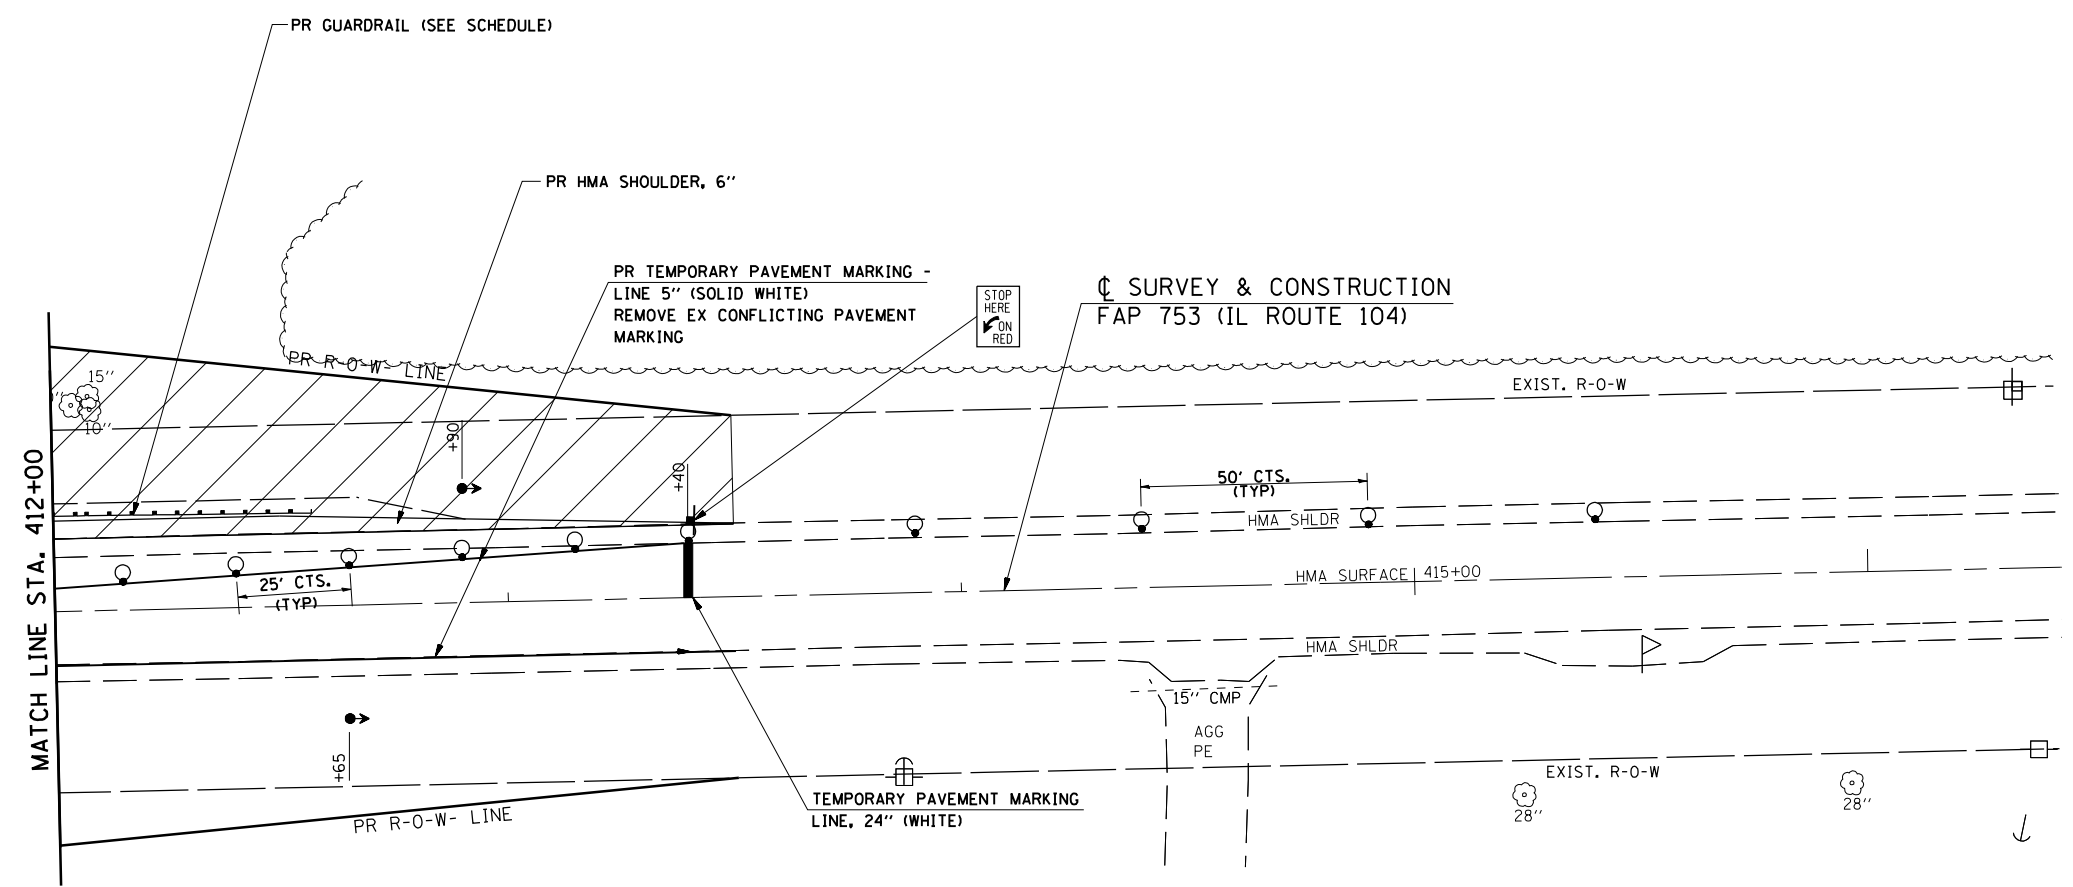 PR GUARDRAIL (SEE SCHEDULE)
PR HMA SHOULDER, 6"
PR TEMPORARY PAVEMENT MARKING -
LINE 5" (SOLID WHITE)
REMOVE EX CONFLICTING PAVEMENT
MARKING
STOP
HERE
ON
RED
℄ SURVEY & CONSTRUCTION
FAP 753 (IL ROUTE 104)
PR R-O-W- LINE
15"
10"
EXIST. R-O-W
+90
+40
50' CTS.
(TYP)
HMA SHLDR
25' CTS.
(TYP)
HMA SURFACE
415+00
MATCH LINE STA. 412+00
HMA SHLDR
15" CMP
AGG
PE
+65
EXIST. R-O-W
PR R-O-W- LINE
TEMPORARY PAVEMENT MARKING
LINE, 24" (WHITE)
28"
28"